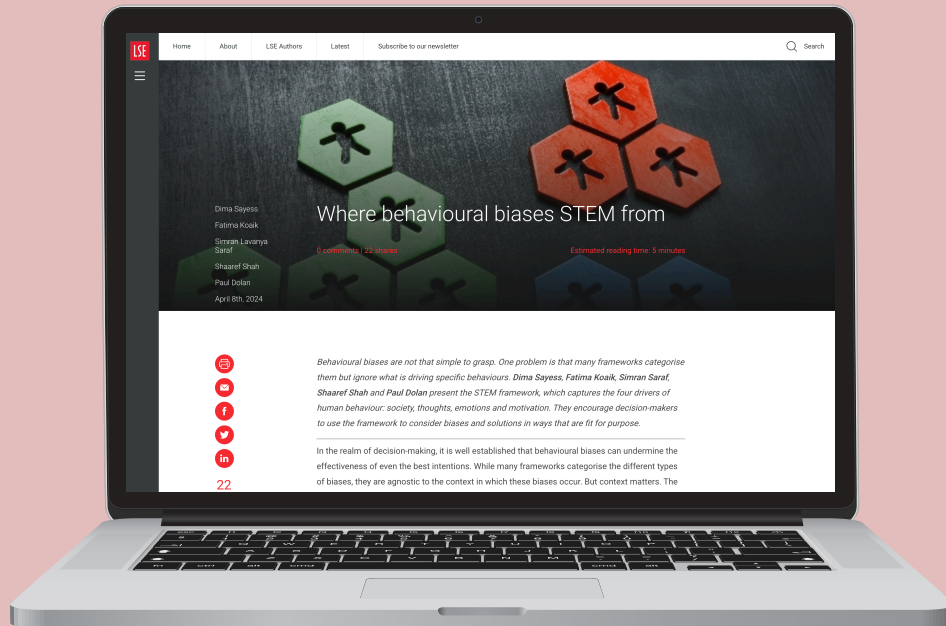 LSE
Home About LSE Authors Latest Subscribe to our newsletter Search
Dima Sayess
Fatima Koaik
Simran Lavanya
Saraf
Shaaref Shah
Paul Dolan
April 8th, 2024
Where behavioural biases STEM from
0 comments | 22 shares Estimated reading time: 5 minutes
Behavioural biases are not that simple to grasp. One problem is that many frameworks categorise
them but ignore what is driving specific behaviours. Dima Sayess, Fatima Koaik, Simran Saraf,
Shaaref Shah and Paul Dolan present the STEM framework, which captures the four drivers of
human behaviour: society, thoughts, emotions and motivation. They encourage decision-makers
to use the framework to consider biases and solutions in ways that are fit for purpose.
22
In the realm of decision-making, it is well established that behavioural biases can undermine the
effectiveness of even the best intentions. While many frameworks categorise the different types
of biases, they are agnostic to the context in which these biases occur. But context matters. The